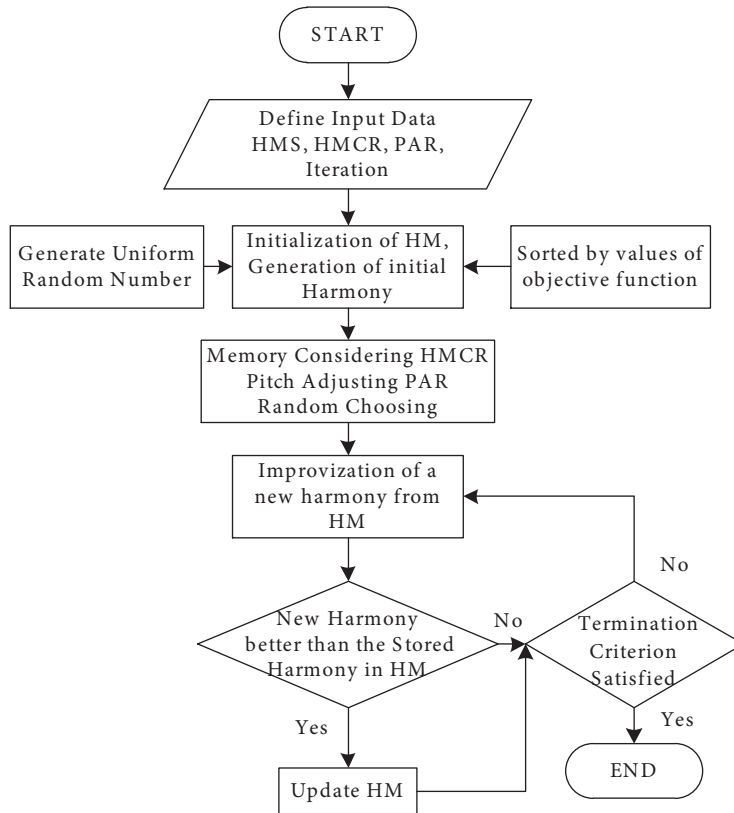 START
Define Input Data
HMS, HMCR, PAR,
Iteration
Generate Uniform
Random Number
Initialization of HM,
Generation of initial
Harmony
Sorted by values of
objective function
Memory Considering HMCR
Pitch Adjusting PAR
Random Choosing
Improvization of a
new harmony from
HM
No
New Harmony
better than the Stored
Harmony in HM
No
Termination
Criterion
Satisfied
Yes
Yes
Update HM
END